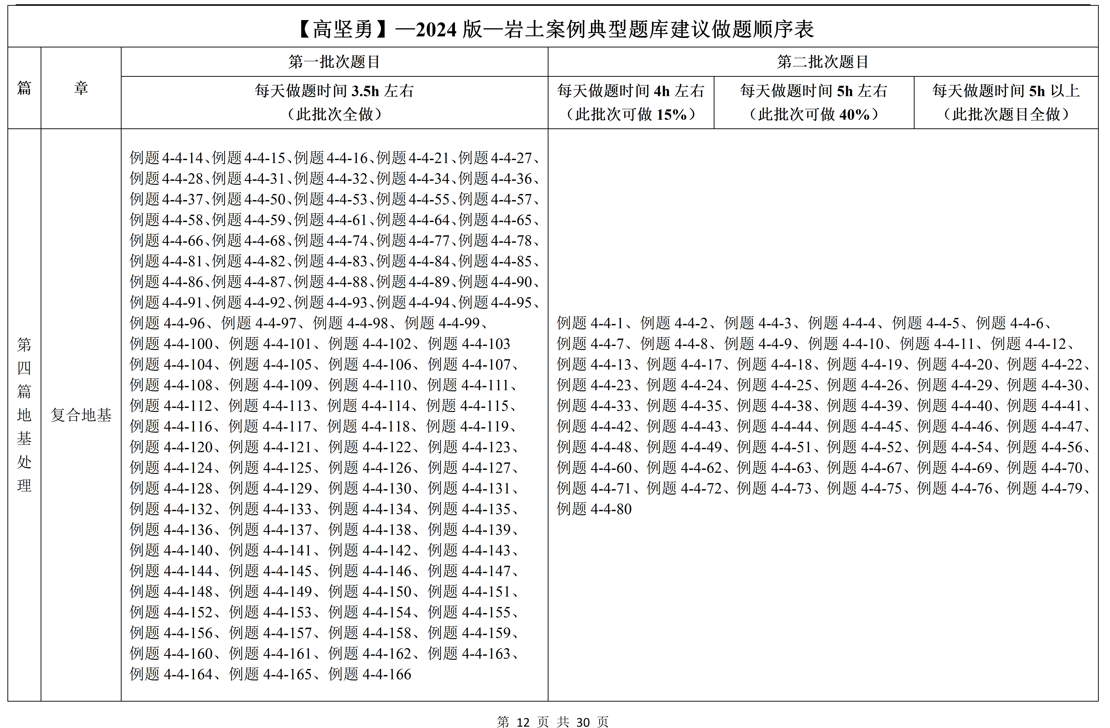 【高坚勇】—2024 版—岩土案例典型题库建议做题顺序表
篇
章
第一批次题目
第二批次题目
每天做题时间 3.5h 左右
（此批次全做）
每天做题时间 4h 左右
（此批次可做 15%）
每天做题时间 5h 左右
（此批次可做 40%）
每天做题时间 5h 以上
（此批次题目全做）
第四篇地基处理
复合地基
例题 4-4-14、例题 4-4-15、例题 4-4-16、例题 4-4-21、例题 4-4-27、
例题 4-4-28、例题 4-4-31、例题 4-4-32、例题 4-4-34、例题 4-4-36、
例题 4-4-37、例题 4-4-50、例题 4-4-53、例题 4-4-55、例题 4-4-57、
例题 4-4-58、例题 4-4-59、例题 4-4-61、例题 4-4-64、例题 4-4-65、
例题 4-4-66、例题 4-4-68、例题 4-4-74、例题 4-4-77、例题 4-4-78、
例题 4-4-81、例题 4-4-82、例题 4-4-83、例题 4-4-84、例题 4-4-85、
例题 4-4-86、例题 4-4-87、例题 4-4-88、例题 4-4-89、例题 4-4-90、
例题 4-4-91、例题 4-4-92、例题 4-4-93、例题 4-4-94、例题 4-4-95、
例题 4-4-96、例题 4-4-97、例题 4-4-98、例题 4-4-99、
例题 4-4-100、例题 4-4-101、例题 4-4-102、例题 4-4-103
例题 4-4-104、例题 4-4-105、例题 4-4-106、例题 4-4-107、
例题 4-4-108、例题 4-4-109、例题 4-4-110、例题 4-4-111、
例题 4-4-112、例题 4-4-113、例题 4-4-114、例题 4-4-115、
例题 4-4-116、例题 4-4-117、例题 4-4-118、例题 4-4-119、
例题 4-4-120、例题 4-4-121、例题 4-4-122、例题 4-4-123、
例题 4-4-124、例题 4-4-125、例题 4-4-126、例题 4-4-127、
例题 4-4-128、例题 4-4-129、例题 4-4-130、例题 4-4-131、
例题 4-4-132、例题 4-4-133、例题 4-4-134、例题 4-4-135、
例题 4-4-136、例题 4-4-137、例题 4-4-138、例题 4-4-139、
例题 4-4-140、例题 4-4-141、例题 4-4-142、例题 4-4-143、
例题 4-4-144、例题 4-4-145、例题 4-4-146、例题 4-4-147、
例题 4-4-148、例题 4-4-149、例题 4-4-150、例题 4-4-151、
例题 4-4-152、例题 4-4-153、例题 4-4-154、例题 4-4-155、
例题 4-4-156、例题 4-4-157、例题 4-4-158、例题 4-4-159、
例题 4-4-160、例题 4-4-161、例题 4-4-162、例题 4-4-163、
例题 4-4-164、例题 4-4-165、例题 4-4-166
例题 4-4-1、例题 4-4-2、例题 4-4-3、例题 4-4-4、例题 4-4-5、例题 4-4-6、
例题 4-4-7、例题 4-4-8、例题 4-4-9、例题 4-4-10、例题 4-4-11、例题 4-4-12、
例题 4-4-13、例题 4-4-17、例题 4-4-18、例题 4-4-19、例题 4-4-20、例题 4-4-22、
例题 4-4-23、例题 4-4-24、例题 4-4-25、例题 4-4-26、例题 4-4-29、例题 4-4-30、
例题 4-4-33、例题 4-4-35、例题 4-4-38、例题 4-4-39、例题 4-4-40、例题 4-4-41、
例题 4-4-42、例题 4-4-43、例题 4-4-44、例题 4-4-45、例题 4-4-46、例题 4-4-47、
例题 4-4-48、例题 4-4-49、例题 4-4-51、例题 4-4-52、例题 4-4-54、例题 4-4-56、
例题 4-4-60、例题 4-4-62、例题 4-4-63、例题 4-4-67、例题 4-4-69、例题 4-4-70、
例题 4-4-71、例题 4-4-72、例题 4-4-73、例题 4-4-75、例题 4-4-76、例题 4-4-79、
例题 4-4-80
第 12 页 共 30 页